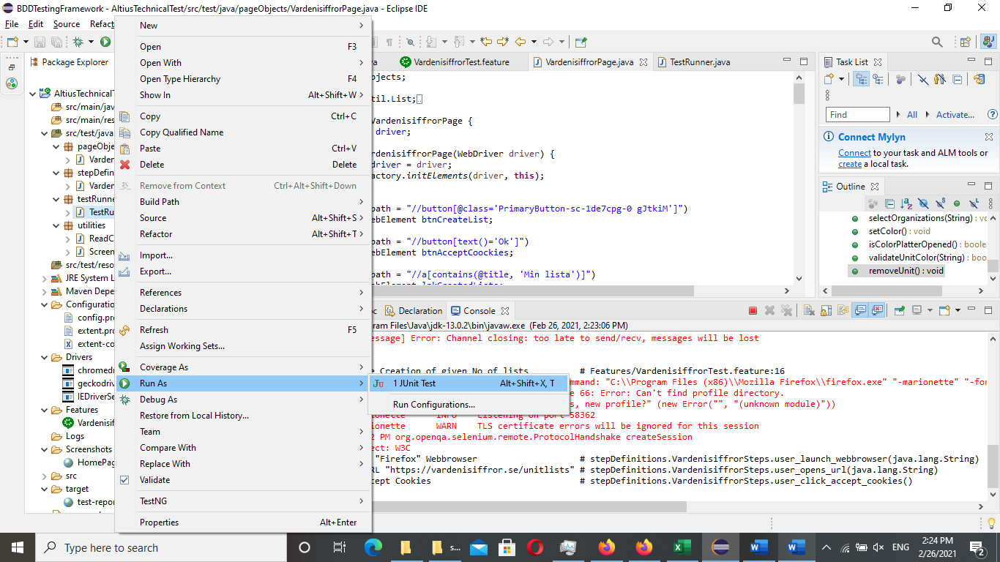 BDDTestingFramework - AltiusTechnicalTest/src/test/java/pageObjects/VardenisiffrorPage.java - Eclipse IDE
File Edit Source Refact
Package Explorer
AltiusTechnicalT
src/main/jav
src/main/res
src/test/java
pageObje
Varden
stepDefin
Varden
testRunne
TestRu
utilities
ReadC
Screen
src/test/reso
JRE System L
Maven Depe
Configuratio
config.pro
extent.pro
extent-co
Drivers
chromedr
geckodriv
IEDriverSe
Features
Vardenisif
Logs
Screenshots
HomePag
src
target
test-repor
New
Open F3
Open With
Open Type Hierarchy F4
Show In Alt+Shift+W
Copy Ctrl+C
Copy Qualified Name
Paste Ctrl+V
Delete Delete
Remove from Context Ctrl+Alt+Shift+Down
Build Path
Source Alt+Shift+S
Refactor Alt+Shift+T
Import...
Export...
References
Declarations
Refresh F5
Assign Working Sets...
Coverage As
Run As
Debug As
Restore from Local History...
Team
Compare With
Replace With
Validate
TestNG
Properties Alt+Enter
1 JUnit Test Alt+Shift+X, T
Run Configurations...
va VardenisiffrorTest.feature VardenisiffrorPage.java TestRunner.java
bjects;
til.List;
VardenisiffrorPage {
driver;
rdenisiffrorPage(WebDriver driver) {
driver = driver;
actory.initElements(driver, this);
path = "//button[@class='PrimaryButton-sc-1de7cpg-0 gJtkiM']")
ebElement btnCreateList;
path = "//button[text()='Ok']")
ebElement btnAcceptCoockies;
path = "//a[contains(@title, 'Min lista')]")
ebElement lnkCreatedLists;
Task List
Find All Activate...
Connect Mylyn
Connect to your task and ALM tools or
create a local task.
Outline
selectOrganizations(String) : vo
setColor() : void
isColorPlatterOpened() : boole
validateUnitColor(String) : boo
removeUnit() : void
oc Declaration Console
gram Files\Java\jdk-13.0.2\bin\javaw.exe (Feb 26, 2021, 2:23:06 PM)
essage] Error: Channel closing: too late to send/recv, messages will be lost
e Creation of given No of lists # Features/VardenisiffrorTest.feature:16
mmand: "C:\\Program Files (x86)\\Mozilla Firefox\\firefox.exe" "-marionette" "-for
e 66: Error: Can't find profile directory.
s, new profile?" (new Error("", "(unknown module)"))
ionette INFO Listening on port 58362
ionette WARN TLS certificate errors will be ignored for this session
2 PM org.openqa.selenium.remote.ProtocolHandshake createSession
ect: W3C
"Firefox" Webbrowser # stepDefinitions.VardenisiffrorSteps.user_launch_webbrowser(java.lang.String)
RL "https://vardenisiffror.se/unitlists" # stepDefinitions.VardenisiffrorSteps.user_opens_url(java.lang.String)
cept Cookies # stepDefinitions.VardenisiffrorSteps.user_click_accept_cookies()
Type here to search
s...
ENG
2:24 PM
2/26/2021
2